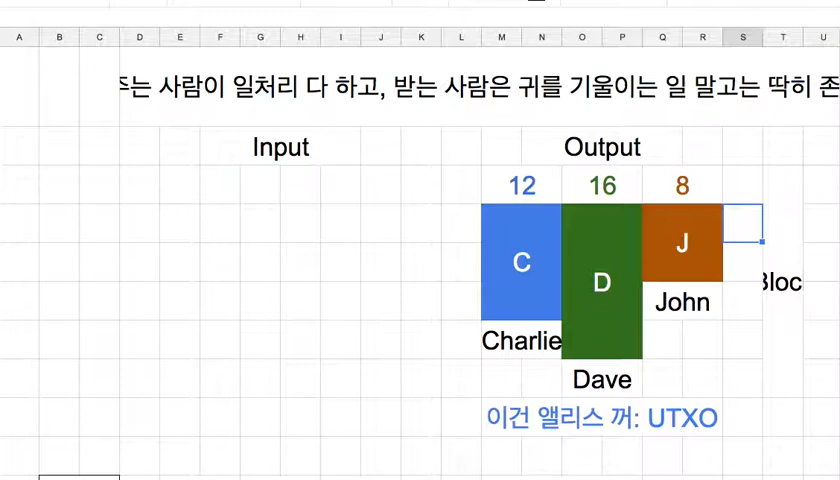 A B C D E F G H I J K L M N O P Q R S T U
는 사람이 일처리 다 하고, 받는 사람은 귀를 기울이는 일 말고는 딱히 존
Input Output
12 16 8
C D J
John
Charlie
Dave
이건 앨리스 꺼: UTXO